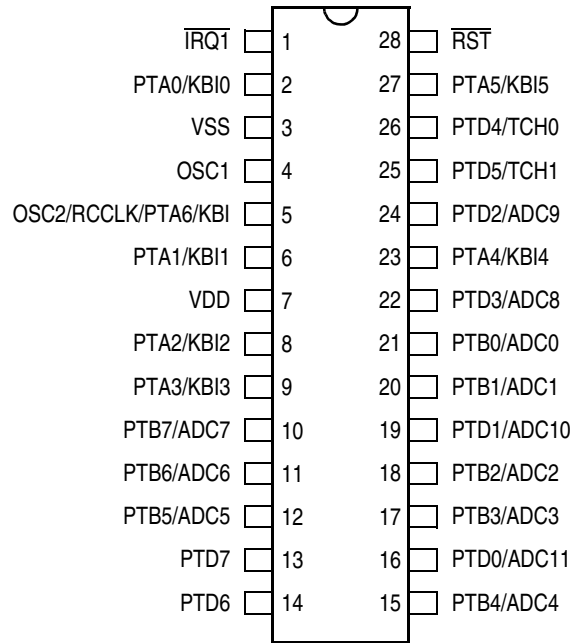 IRQ1 1 28 RST
PTA0/KBI0 2 27 PTA5/KBI5
VSS 3 26 PTD4/TCH0
OSC1 4 25 PTD5/TCH1
OSC2/RCCLK/PTA6/KBI 5 24 PTD2/ADC9
PTA1/KBI1 6 23 PTA4/KBI4
VDD 7 22 PTD3/ADC8
PTA2/KBI2 8 21 PTB0/ADC0
PTA3/KBI3 9 20 PTB1/ADC1
PTB7/ADC7 10 19 PTD1/ADC10
PTB6/ADC6 11 18 PTB2/ADC2
PTB5/ADC5 12 17 PTB3/ADC3
PTD7 13 16 PTD0/ADC11
PTD6 14 15 PTB4/ADC4